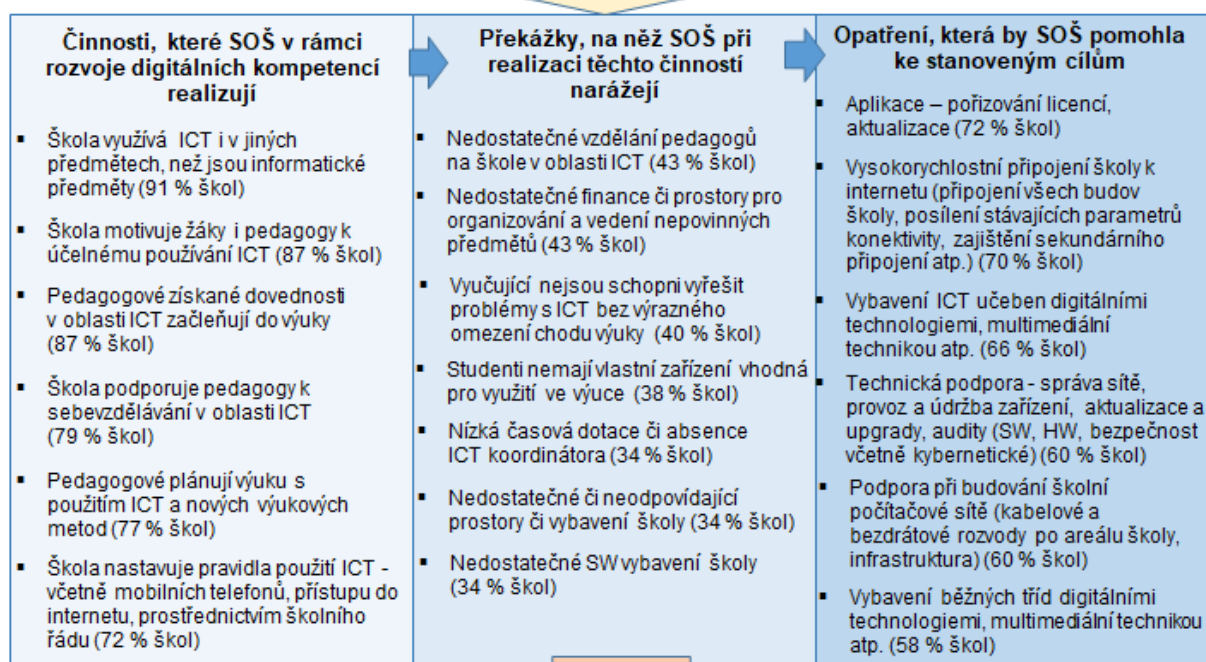 Činnosti, které SOŠ v rámci
rozvoje digitálních kompetencí
realizují
▪ Škola využívá ICT i v jiných
předmětech, než jsou informatické
předměty (91 % škol)
▪ Škola motivuje žáky i pedagogy k
účelnému používání ICT (87 % škol)
▪ Pedagogové získané dovednosti
v oblasti ICT začleňují do výuky
(87 % škol)
▪ Škola podporuje pedagogy k
sebevzdělávání v oblasti ICT
(79 % škol)
▪ Pedagogové plánují výuku s
použitím ICT a nových výukových
metod (77 % škol)
▪ Škola nastavuje pravidla použití ICT -
včetně mobilních telefonů, přístupu do
internetu, prostřednictvím školního
řádu (72 % škol)
Překážky, na něž SOŠ při
realizaci těchto činností
narážejí
▪ Nedostatečné vzdělání pedagogů
na škole v oblasti ICT (43 % škol)
▪ Nedostatečné finance či prostory pro
organizování a vedení nepovinných
předmětů (43 % škol)
▪ Vyučující nejsou schopni vyřešit
problémy s ICT bez výrazného
omezení chodu výuky (40 % škol)
▪ Studenti nemají vlastní zařízení vhodná
pro využití ve výuce (38 % škol)
▪ Nízká časová dotace či absence
ICT koordinátora (34 % škol)
▪ Nedostatečné či neodpovídající
prostory či vybavení školy (34 % škol)
▪ Nedostatečné SW vybavení školy
(34 % škol)
Opatření, která by SOŠ pomohla
ke stanoveným cílům
▪ Aplikace – pořizování licencí,
aktualizace (72 % škol)
▪ Vysokorychlostní připojení školy k
internetu (připojení všech budov
školy, posílení stávajících parametrů
konektivity, zajištění sekundárního
připojení atp.) (70 % škol)
▪ Vybavení ICT učeben digitálními
technologiemi, multimediální
technikou atp. (66 % škol)
▪ Technická podpora - správa sítě,
provoz a údržba zařízení, aktualizace a
upgrady, audity (SW, HW, bezpečnost
včetně kybernetické) (60 % škol)
▪ Podpora při budování školní
počítačové sítě (kabelové a
bezdrátové rozvody po areálu školy,
infrastruktura) (60 % škol)
▪ Vybavení běžných tříd digitálními
technologiemi, multimediální technikou
atp. (58 % škol)